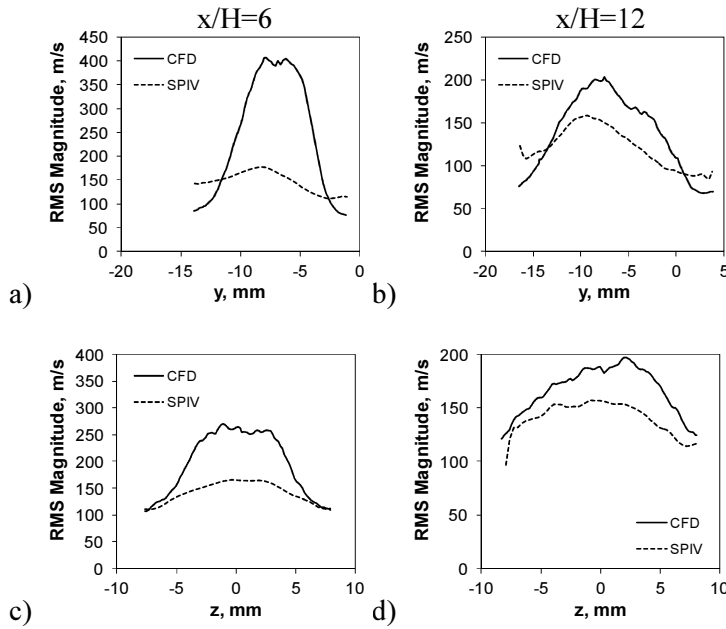 x/H=6
x/H=12
RMS Magnitude, m/s
450
400
350
300
250
200
150
100
50
0
CFD
SPIV
-20
-15
-10
-5
0
y, mm
a)
RMS Magnitude, m/s
250
200
150
100
50
0
CFD
SPIV
-20
-15
-10
-5
0
5
y, mm
b)
RMS Magnitude, m/s
400
350
300
250
200
150
100
50
0
CFD
SPIV
-10
-5
0
5
10
z, mm
c)
RMS Magnitude, m/s
200
150
100
50
0
CFD
SPIV
-10
-5
0
5
10
z, mm
d)